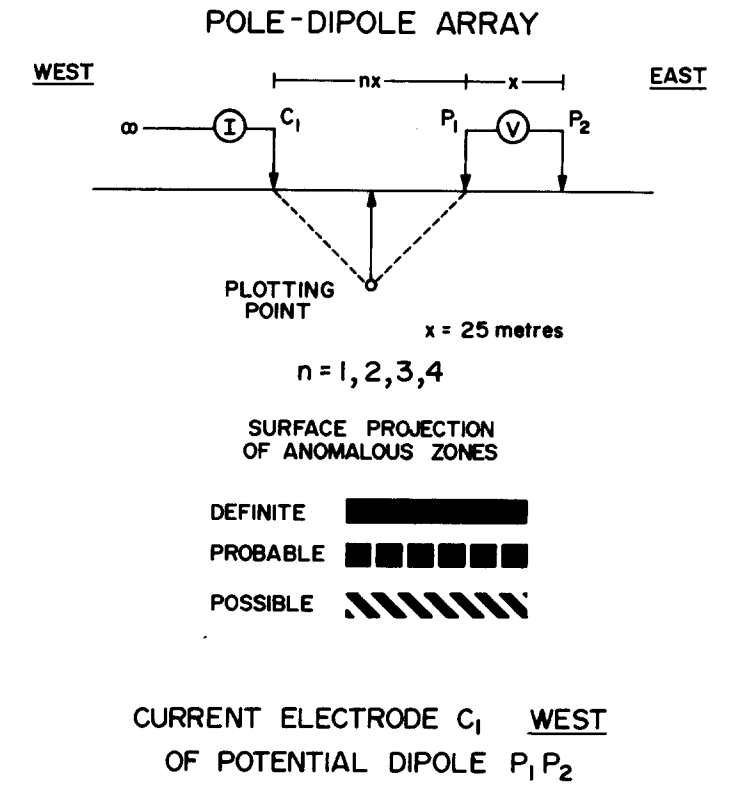 POLE-DIPOLE ARRAY
WEST
nx
x
EAST
∞
I
C₁
P₁
V
P₂
PLOTTING
POINT
x = 25 metres
n = 1, 2, 3, 4
SURFACE PROJECTION
OF ANOMALOUS ZONES
DEFINITE
PROBABLE
POSSIBLE
CURRENT ELECTRODE C₁ WEST
OF POTENTIAL DIPOLE P₁ P₂